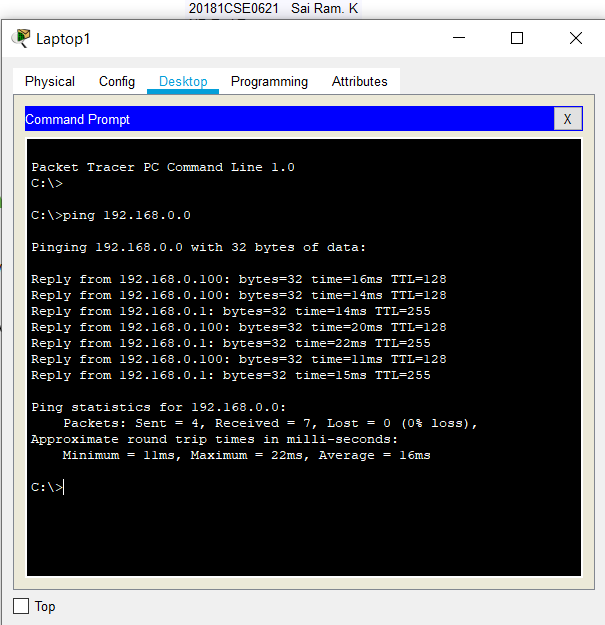 20181CSE0621 Sai Ram. K
Laptop1
Physical Config Desktop Programming Attributes
Command Prompt X
Packet Tracer PC Command Line 1.0
C:\>
C:\>ping 192.168.0.0
Pinging 192.168.0.0 with 32 bytes of data:
Reply from 192.168.0.100: bytes=32 time=16ms TTL=128
Reply from 192.168.0.100: bytes=32 time=14ms TTL=128
Reply from 192.168.0.1: bytes=32 time=14ms TTL=255
Reply from 192.168.0.100: bytes=32 time=20ms TTL=128
Reply from 192.168.0.1: bytes=32 time=22ms TTL=255
Reply from 192.168.0.100: bytes=32 time=11ms TTL=128
Reply from 192.168.0.1: bytes=32 time=15ms TTL=255
Ping statistics for 192.168.0.0:
Packets: Sent = 4, Received = 7, Lost = 0 (0% loss),
Approximate round trip times in milli-seconds:
Minimum = 11ms, Maximum = 22ms, Average = 16ms
C:\>
Top